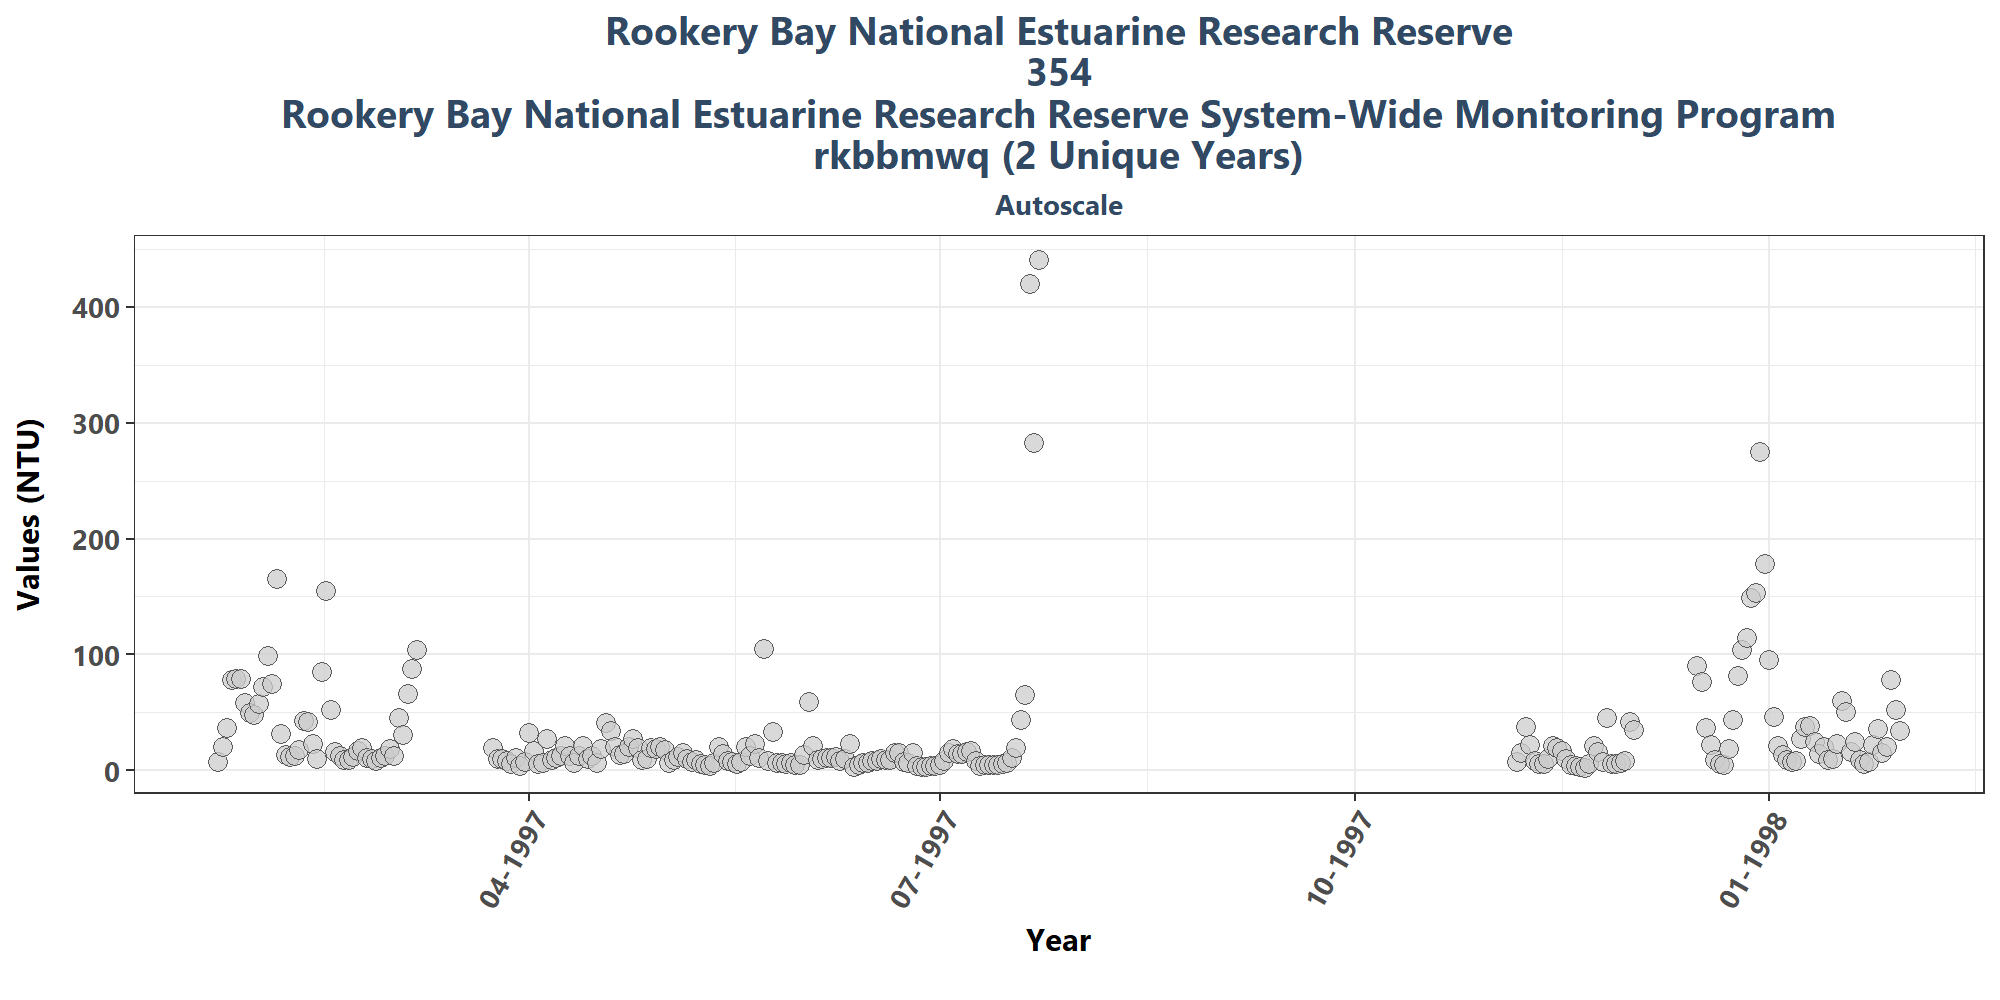 Rookery Bay National Estuarine Research Reserve
354
Rookery Bay National Estuarine Research Reserve System-Wide Monitoring Program
rkbbmwq (2 Unique Years)
Autoscale
Values (NTU)
400
300
200
100
0
04-1997
07-1997
10-1997
01-1998
Year